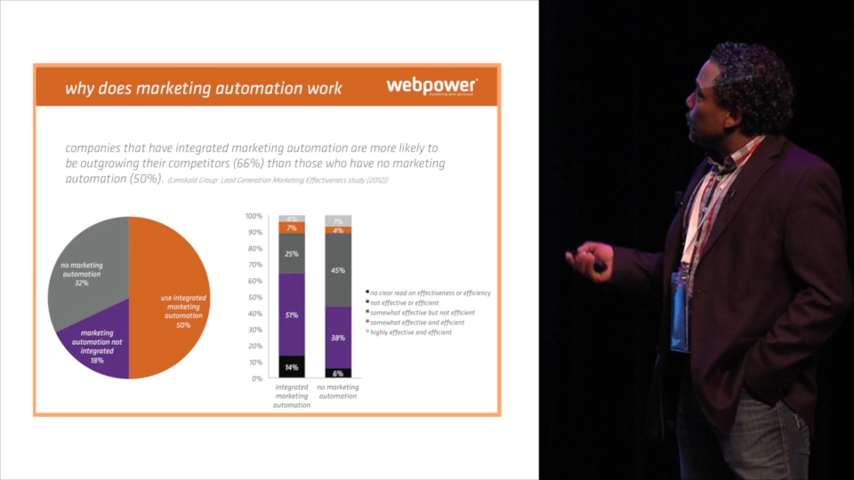 why does marketing automation work
webpower
companies that have integrated marketing automation are more likely to
be outgrowing their competitors (66%) than those who have no marketing
automation (50%). (Lenskold Group: Lead Generation Marketing Effectiveness study (2012))
no marketing
automation
32%
use integrated
marketing
automation
50%
marketing
automation not
integrated
18%
100%
90%
80%
70%
60%
50%
40%
30%
20%
10%
0%
4%
7%
25%
51%
14%
7%
4%
45%
38%
6%
integrated
marketing
automation
no marketing
automation
no clear read on effectiveness or efficiency
not effective or efficient
somewhat effective but not efficient
somewhat effective and efficient
highly effective and efficient